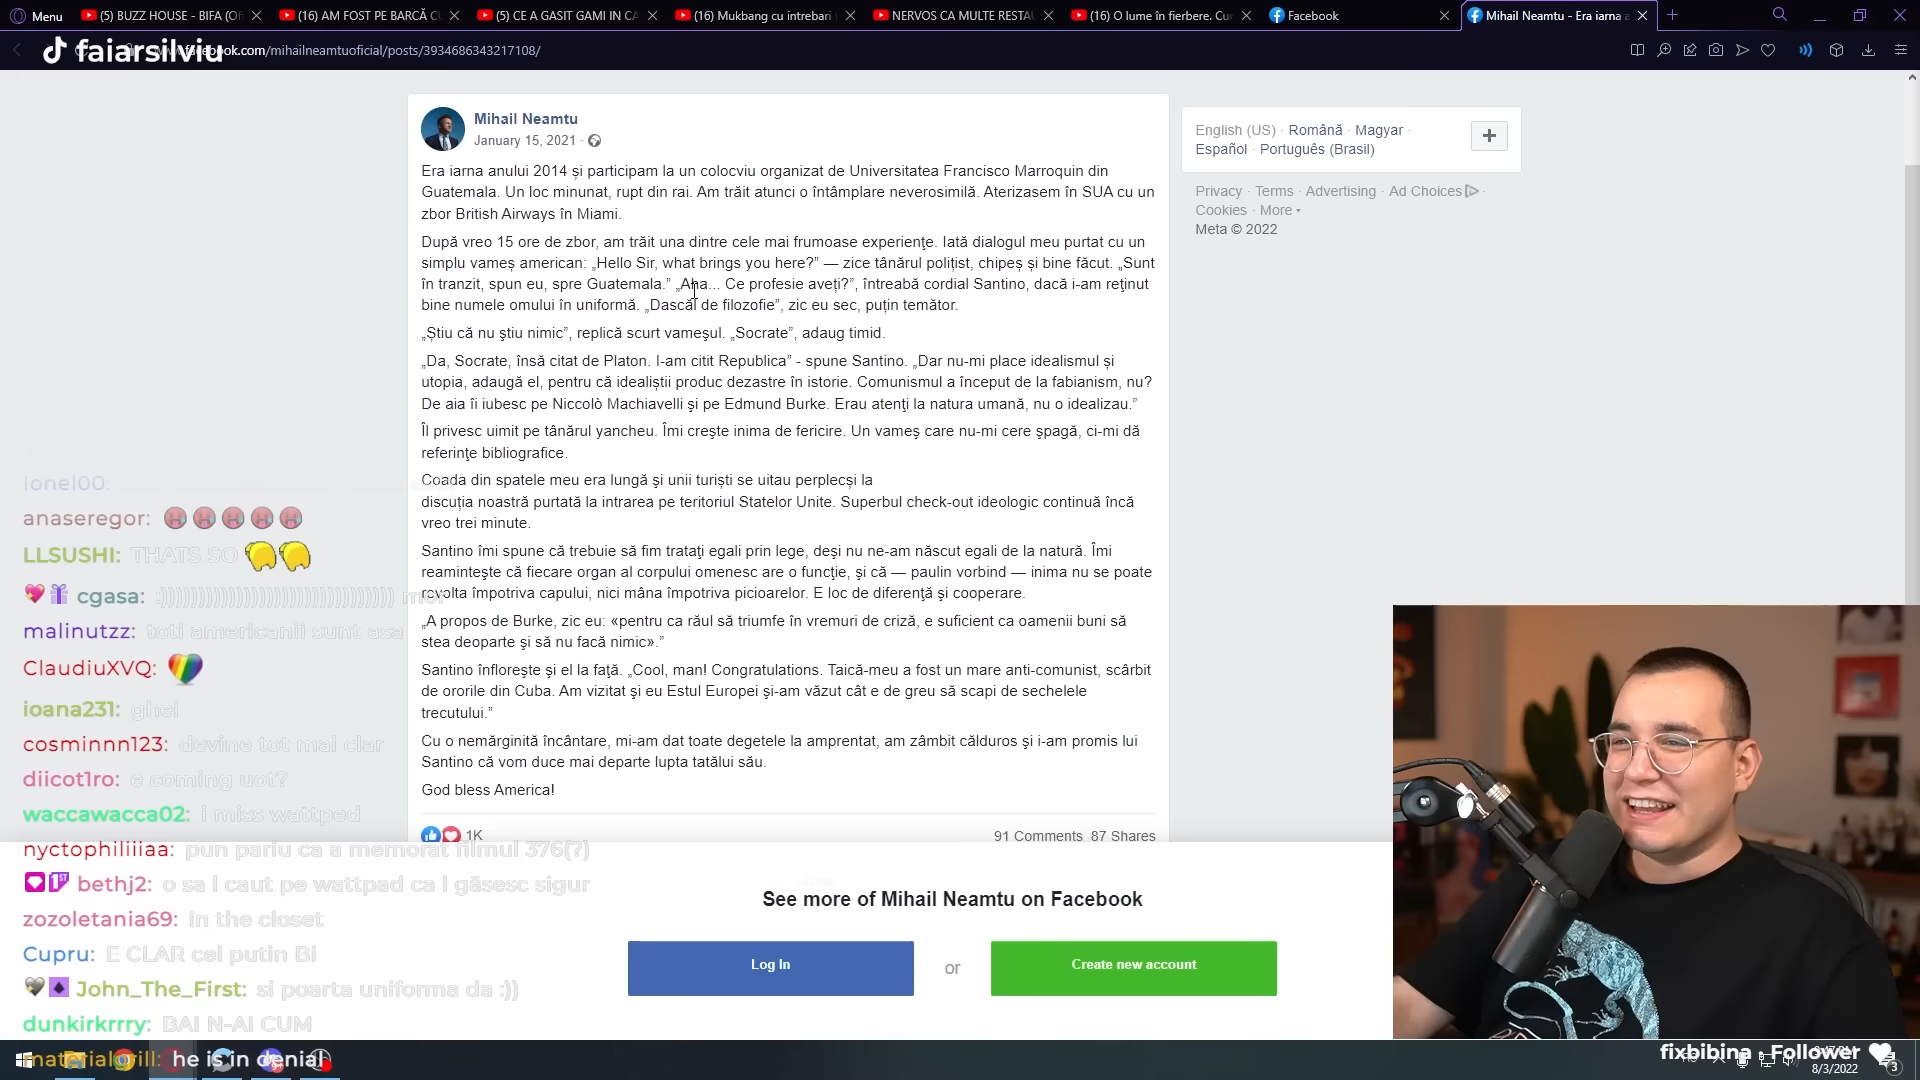 Menu
(5) BUZZ HOUSE - BIFA (O
(16) AM FOST PE BARCĂ C
(5) CE A GASIT GAMI IN CA
(16) Mukbang cu intrebari
NERVOS CA MULTE RESTAU
(16) O lume în fierbere. Cu
Facebook
Mihail Neamtu - Era iarna a
faiarsilviu
facebook.com/mihailneamtuoficial/posts/3934686343217108/
Mihail Neamtu
January 15, 2021 ·
Era iarna anului 2014 și participam la un colocviu organizat de Universitatea Francisco Marroquin din
Guatemala. Un loc minunat, rupt din rai. Am trăit atunci o întâmplare neverosimilă. Aterizasem în SUA cu un
zbor British Airways în Miami.
După vreo 15 ore de zbor, am trăit una dintre cele mai frumoase experiențe. Iată dialogul meu purtat cu un
simplu vameș american: „Hello Sir, what brings you here?” — zice tânărul polițist, chipeș și bine făcut. „Sunt
în tranzit, spun eu, spre Guatemala.” „Aha... Ce profesie aveți?”, întreabă cordial Santino, dacă i-am reținut
bine numele omului în uniformă. „Dascăl de filozofie”, zic eu sec, puțin temător.
„Știu că nu știu nimic”, replică scurt vameșul. „Socrate”, adaug timid.
„Da, Socrate, însă citat de Platon. I-am citit Republica” - spune Santino. „Dar nu-mi place idealismul și
utopia, adaugă el, pentru că idealiștii produc dezastre în istorie. Comunismul a început de la fabianism, nu?
De aia îi iubesc pe Niccolò Machiavelli și pe Edmund Burke. Erau atenți la natura umană, nu o idealizau.”
Îl privesc uimit pe tânărul yancheu. Îmi crește inima de fericire. Un vameș care nu-mi cere șpagă, ci-mi dă
referințe bibliografice.
Coada din spatele meu era lungă și unii turiști se uitau perplecși la
discuția noastră purtată la intrarea pe teritoriul Statelor Unite. Superbul check-out ideologic continuă încă
vreo trei minute.
Santino îmi spune că trebuie să fim tratați egali prin lege, deși nu ne-am născut egali de la natură. Îmi
reamintește că fiecare organ al corpului omenesc are o funcție, și că — paulin vorbind — inima nu se poate
revolta împotriva capului, nici mâna împotriva picioarelor. E loc de diferență și cooperare.
„A propos de Burke, zic eu: «pentru ca răul să triumfe în vremuri de criză, e suficient ca oamenii buni să
stea deoparte și să nu facă nimic».”
Santino înflorește și el la față. „Cool, man! Congratulations. Taică-meu a fost un mare anti-comunist, scârbit
de ororile din Cuba. Am vizitat și eu Estul Europei și-am văzut cât e de greu să scapi de sechelele
trecutului.”
Cu o nemărginită încântare, mi-am dat toate degetele la amprentat, am zâmbit călduros și i-am promis lui
Santino că vom duce mai departe lupta tatălui său.
God bless America!
1K
91 Comments 87 Shares
English (US) · Română · Magyar ·
Español · Português (Brasil)
Privacy · Terms · Advertising · Ad Choices ·
Cookies · More
Meta © 2022
ionel00:
anaseregor:
LLSUSHI: THATS SO
cgasa: :)))))))))))))))))))))))))))))))))) mor
malinutzz: toti americanii sunt asa
ClaudiuXVQ:
ioana231: ghei
cosminnn123: devine tot mai clar
diicot1ro: e coming uot?
waccawacca02: i miss wattped
nyctophiliiiaa: pun pariu ca a memorat filmul 376(?)
bethj2: o sa l caut pe wattpad ca l găsesc sigur
zozoletania69: in the closet
Cupru: E CLAR cel putin Bi
John_The_First: si poarta uniforma da :))
dunkirkrrry: BAI N-AI CUM
materialgrill: he is in denial
See more of Mihail Neamtu on Facebook
Log In
or
Create new account
fixbibina - Follower
8/3/2022
3